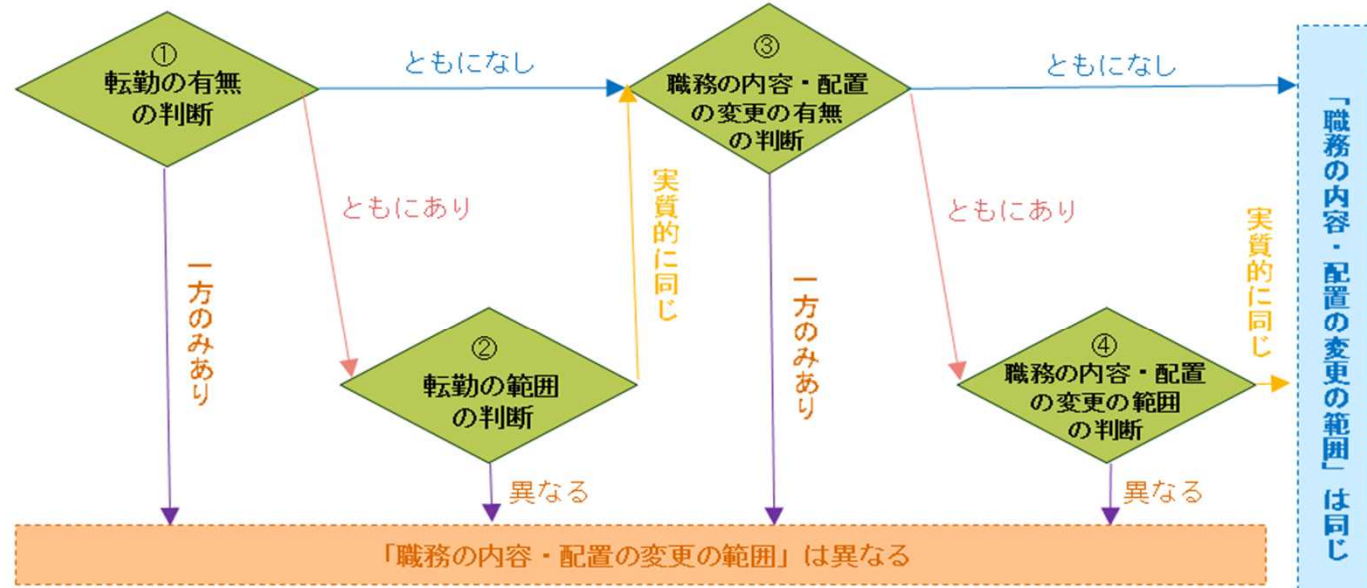 ①
転勤の有無
の判断
ともになし
③
職務の内容・配置
の変更の有無
の判断
ともになし
ともにあり
実質的に同じ
ともにあり
実質的に同じ
一方のみあり
②
転勤の範囲
の判断
一方のみあり
④
職務の内容・配置
の変更の範囲
の判断
異なる
異なる
「職務の内容・配置の変更の範囲」は異なる
「職務の内容・配置の変更の範囲」は同じ